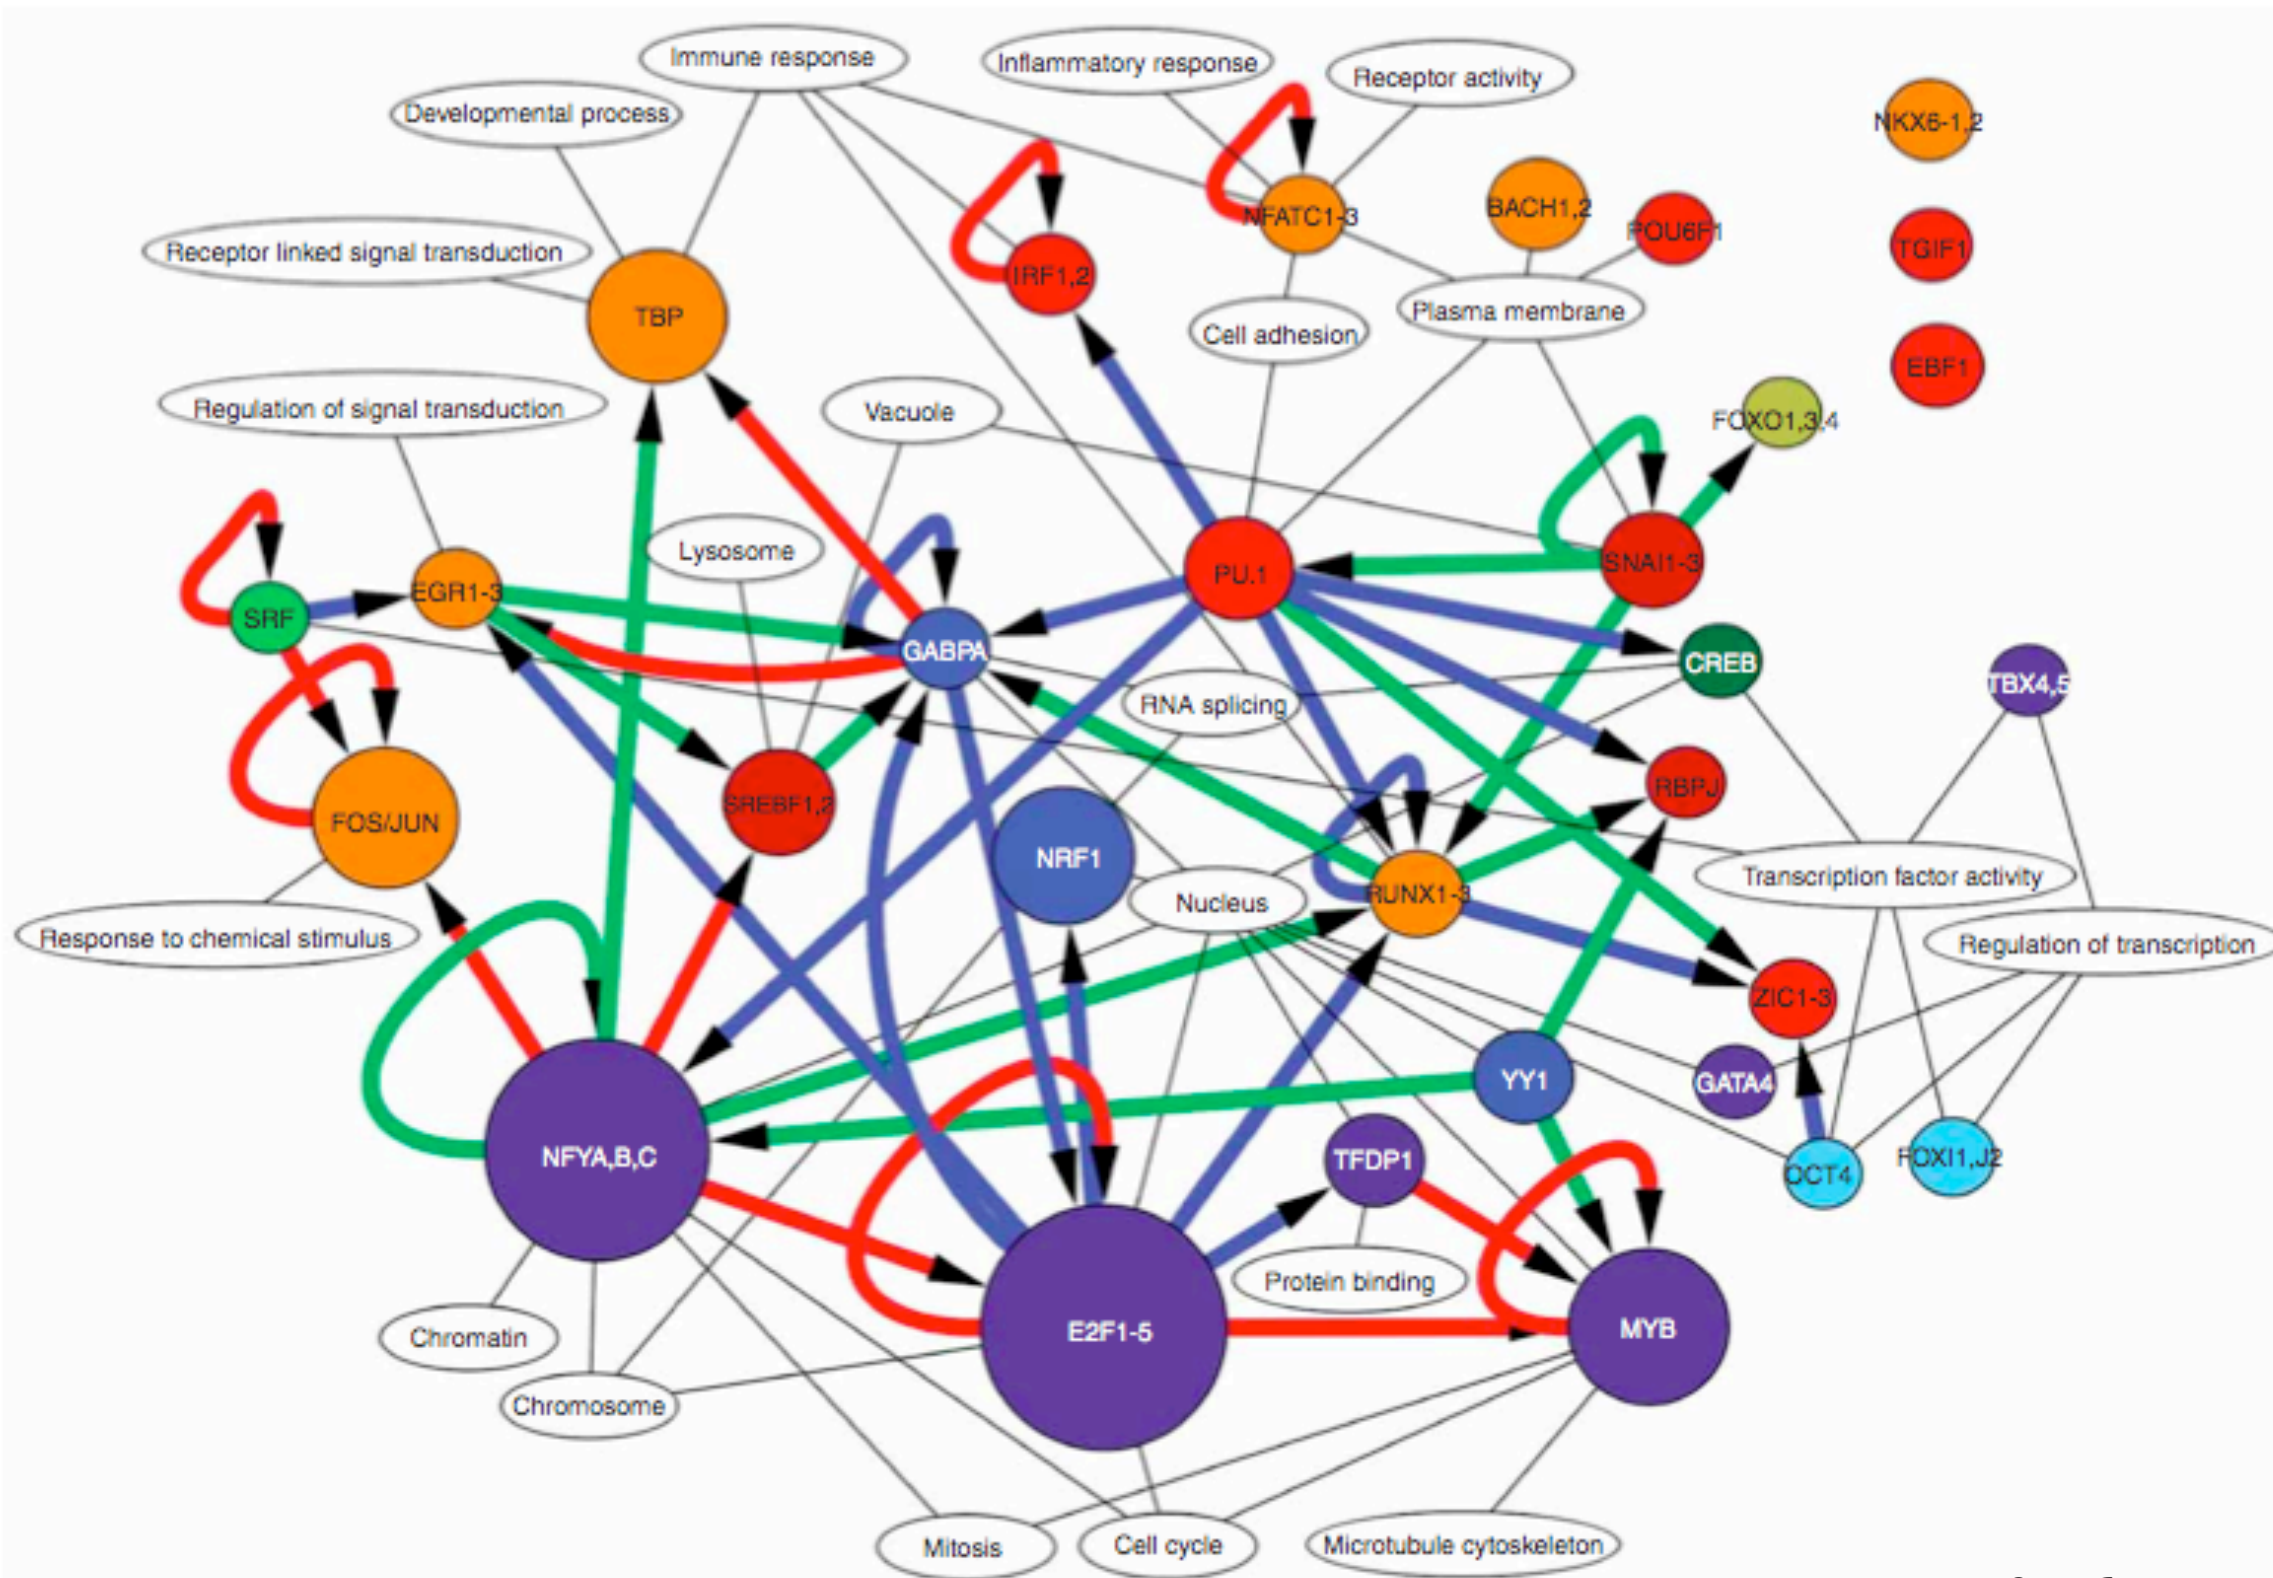 Immune response
Inflammatory response
Receptor activity
Developmental process
NKX6-1,2
NFATC1-3
BACH1,2
POU6F1
TGIF1
Receptor linked signal transduction
IRF1,2
TBP
Cell adhesion
Plasma membrane
EBF1
Regulation of signal transduction
Vacuole
FOXO1,3,4
Lysosome
SRF
EGR1-3
PU.1
SNAI1-3
GABPA
CREB
TBX4,5
RNA splicing
FOS/JUN
SREBF1,2
RBPJ
NRF1
Nucleus
RUNX1-3
Transcription factor activity
Response to chemical stimulus
Regulation of transcription
ZIC1-3
YY1
GATA4
NFYA,B,C
TFDP1
OCT4
FOXI1,J2
Protein binding
Chromatin
E2F1-5
MYB
Chromosome
Mitosis
Cell cycle
Microtubule cytoskeleton